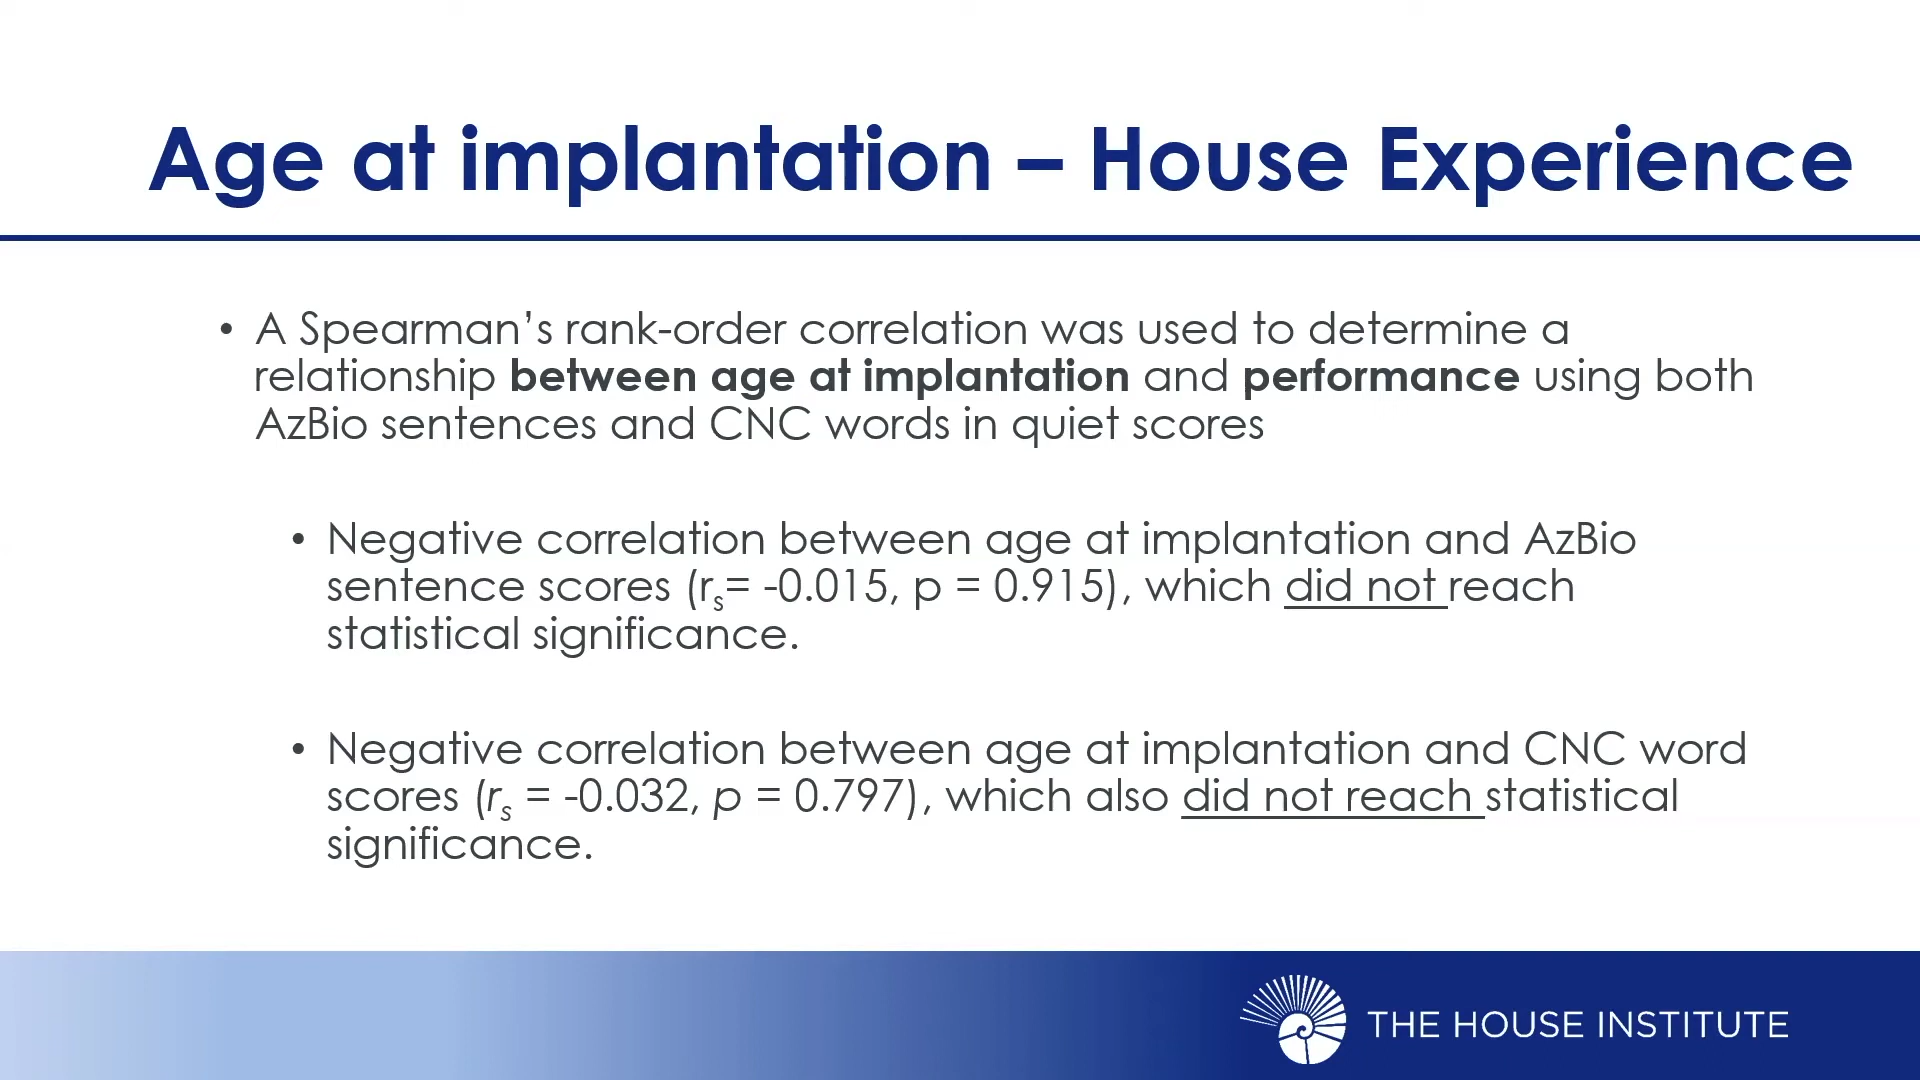 Age at implantation – House Experience
• A Spearman’s rank-order correlation was used to determine a
relationship between age at implantation and performance using both
AzBio sentences and CNC words in quiet scores
• Negative correlation between age at implantation and AzBio
sentence scores (rs= -0.015, p = 0.915), which did not reach
statistical significance.
• Negative correlation between age at implantation and CNC word
scores (rs = -0.032, p = 0.797), which also did not reach statistical
significance.
THE HOUSE INSTITUTE